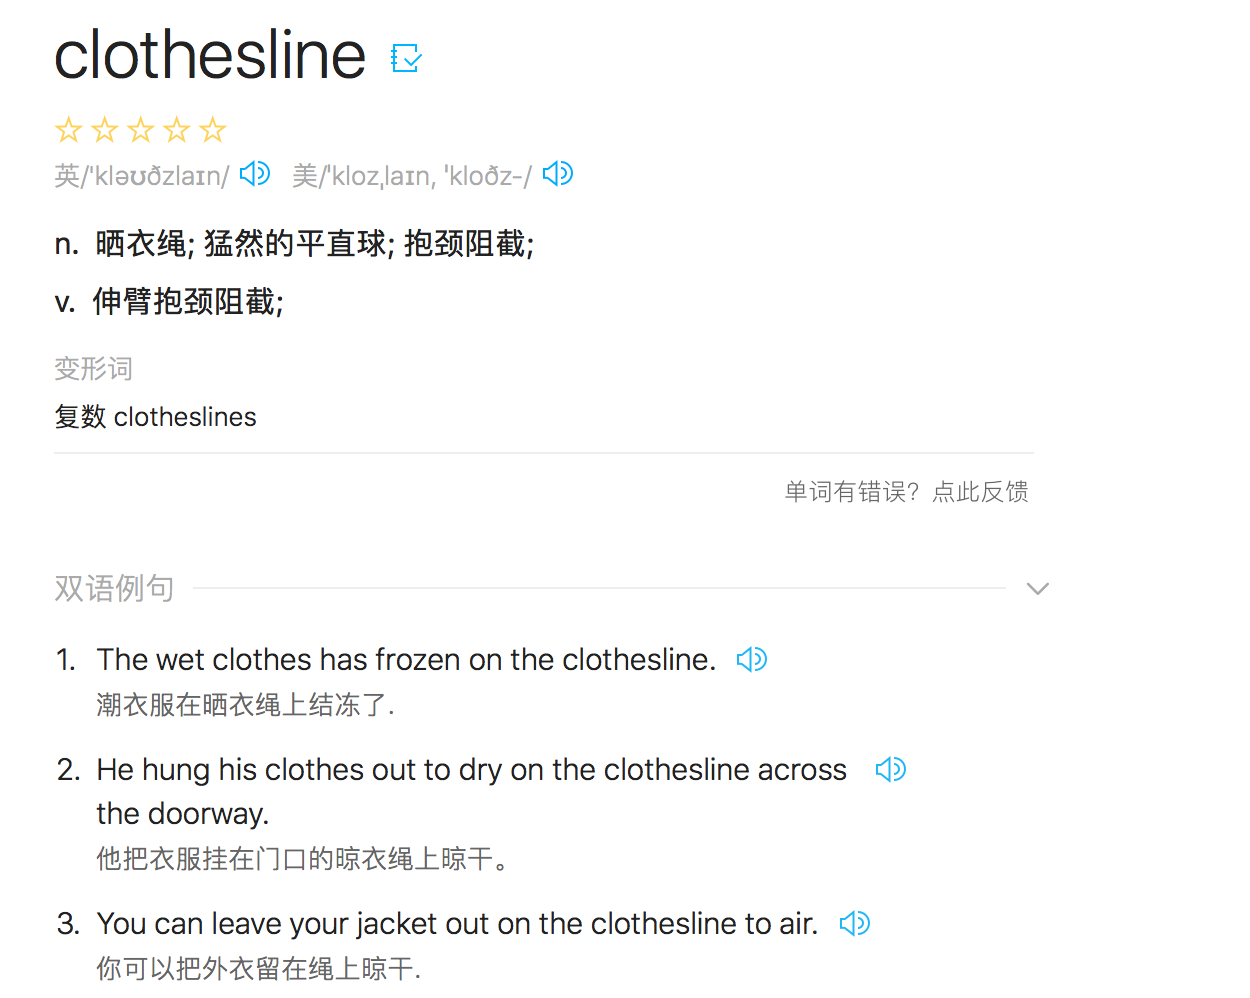 clothesline
英/'kləʊðzlaɪn/ 美/'kloz,laɪn, 'kloðz-/
n. 晒衣绳; 猛然的平直球; 抱颈阻截;
v. 伸臂抱颈阻截;
变形词
复数 clotheslines
单词有错误? 点此反馈
双语例句
1. The wet clothes has frozen on the clothesline.
潮衣服在晒衣绳上结冻了.
2. He hung his clothes out to dry on the clothesline across
the doorway.
他把衣服挂在门口的晾衣绳上晾干。
3. You can leave your jacket out on the clothesline to air.
你可以把外衣留在绳上晾干.